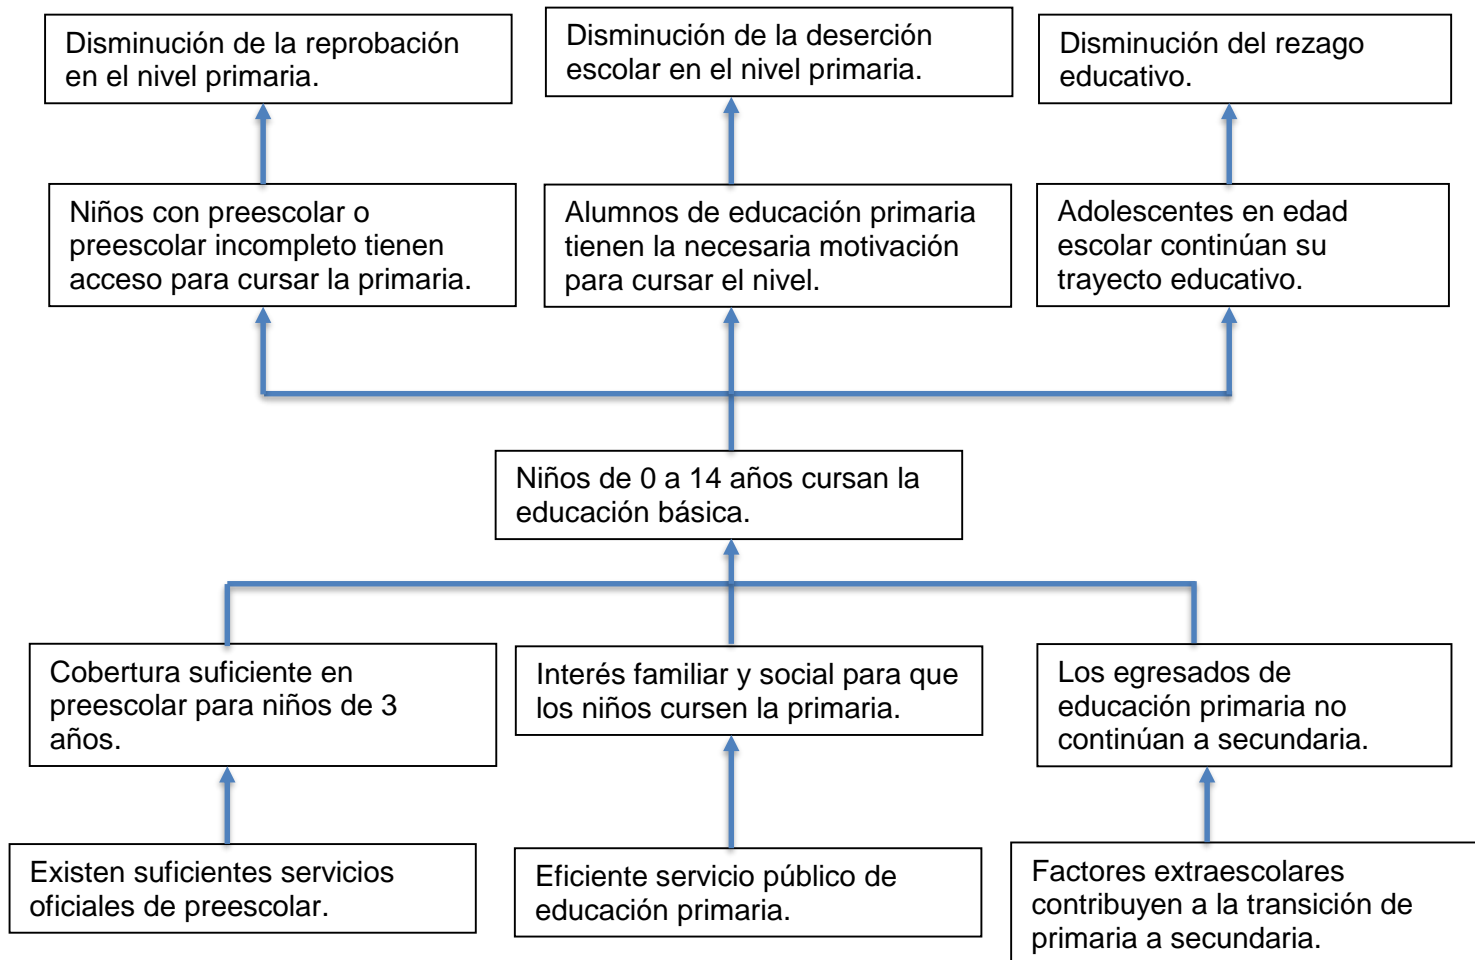 Disminución de la reprobación
en el nivel primaria.
Disminución de la deserción
escolar en el nivel primaria.
Disminución del rezago
educativo.
Niños con preescolar o
preescolar incompleto tienen
acceso para cursar la primaria.
Alumnos de educación primaria
tienen la necesaria motivación
para cursar el nivel.
Adolescentes en edad
escolar continúan su
trayecto educativo.
Niños de 0 a 14 años cursan la
educación básica.
Cobertura suficiente en
preescolar para niños de 3
años.
Interés familiar y social para que
los niños cursen la primaria.
Los egresados de
educación primaria no
continúan a secundaria.
Existen suficientes servicios
oficiales de preescolar.
Eficiente servicio público de
educación primaria.
Factores extraescolares
contribuyen a la transición de
primaria a secundaria.